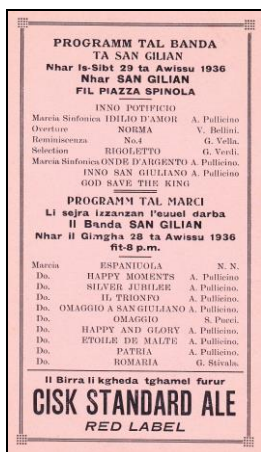 PROGRAMM TAL BANDA
TA SAN GILIAN
Nhar Is-Sibt 29 ta Awissu 1936
Nhar SAN GILIAN
FIL PIAZZA SPINOLA
INNO POTIFICIO
Marcia Sinfonica IDILIO D'AMOR A. Pullicino
Overture NORMA V. Bellini.
Reminiscenza No.4 G. Vella.
Selection RIGOLETTO G. Verdi.
Marcia Sinfonica ONDE D'ARGENTO A. Pullicino.
INNO SAN GIULIANO A. Pullicino.
GOD SAVE THE KING
PROGRAMM TAL MARCI
Li sejra izzanzan l'euuel darba
Il Banda SAN GILIAN
Nhar il Gimgha 28 ta Awissu 1936
fit-8 p.m.
Marcia ESPANIUOLA N. N.
Do. HAPPY MOMENTS A. Pullicino
Do. SILVER JUBILEE A. Pullicino.
Do. IL TRIONFO A. Pullicino.
Do. OMAGGIO A SAN GIULIANO A. Pullicino.
Do. OMAGGIO S. Pucci.
Do. HAPPY AND GLORY A. Pullicino.
Do. ETOILE DE MALTE A. Pullicino.
Do. PATRIA A. Pullicino.
Do. ROMARIA G. Stivala.
Il Birra li kgheda tghamel furur
CISK STANDARD ALE
RED LABEL